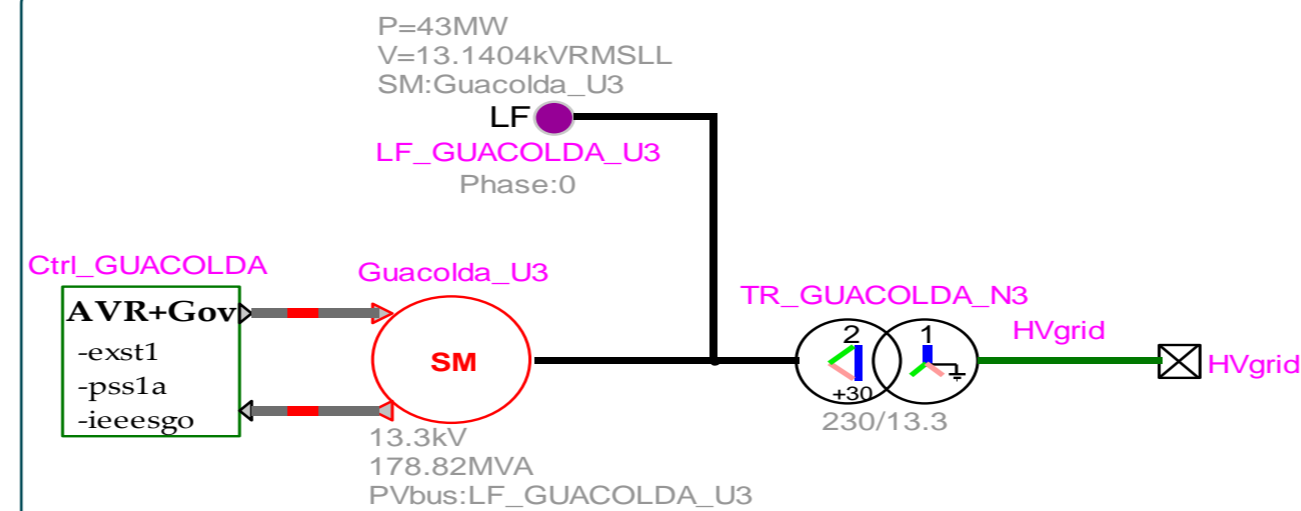 P=43MW
V=13.1404kVRMSLL
SM:Guacolda_U3
LF
LF_GUACOLDA_U3
Phase:0
Ctrl_GUACOLDA
AVR+Gov
-exst1
-pss1a
-ieeesgo
Guacolda_U3
SM
13.3kV
178.82MVA
PVbus:LF_GUACOLDA_U3
TR_GUACOLDA_N3
2
1
+30
230/13.3
HVgrid
HVgrid